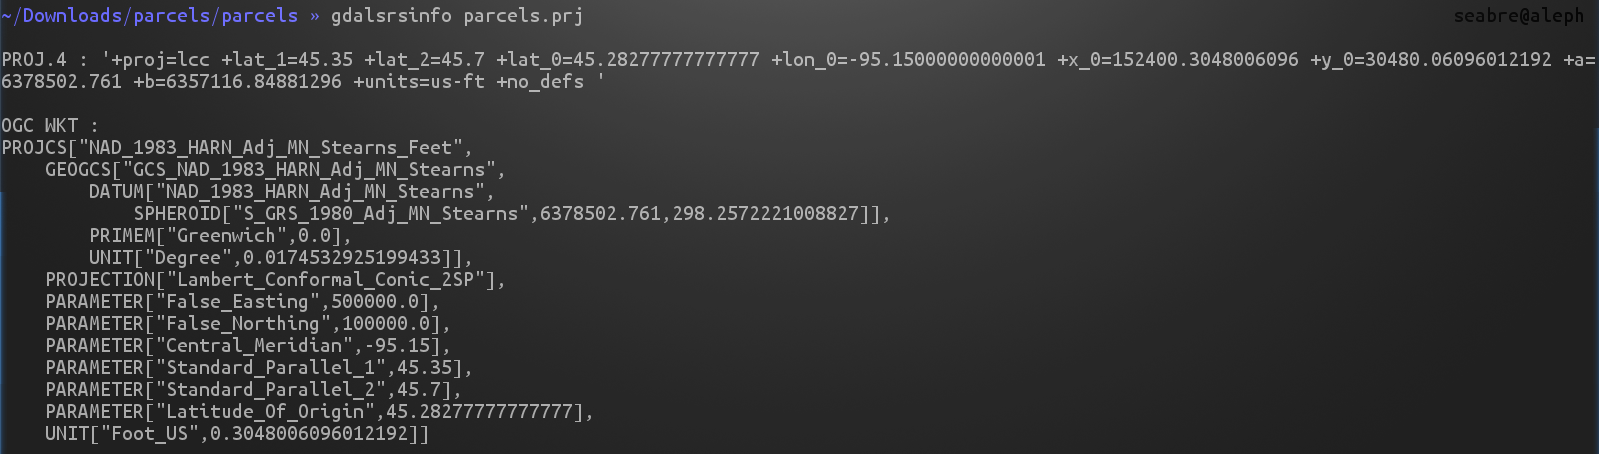 ~/Downloads/parcels/parcels » gdalsrsinfo parcels.prj seabre@aleph
PROJ.4 : '+proj=lcc +lat_1=45.35 +lat_2=45.7 +lat_0=45.28277777777777 +lon_0=-95.15000000000001 +x_0=152400.3048006096 +y_0=30480.06096012192 +a=
6378502.761 +b=6357116.84881296 +units=us-ft +no_defs '
OGC WKT :
PROJCS["NAD_1983_HARN_Adj_MN_Stearns_Feet",
    GEOGCS["GCS_NAD_1983_HARN_Adj_MN_Stearns",
        DATUM["NAD_1983_HARN_Adj_MN_Stearns",
            SPHEROID["S_GRS_1980_Adj_MN_Stearns",6378502.761,298.2572221008827]],
        PRIMEM["Greenwich",0.0],
        UNIT["Degree",0.0174532925199433]],
    PROJECTION["Lambert_Conformal_Conic_2SP"],
    PARAMETER["False_Easting",500000.0],
    PARAMETER["False_Northing",100000.0],
    PARAMETER["Central_Meridian",-95.15],
    PARAMETER["Standard_Parallel_1",45.35],
    PARAMETER["Standard_Parallel_2",45.7],
    PARAMETER["Latitude_Of_Origin",45.28277777777777],
    UNIT["Foot_US",0.3048006096012192]]